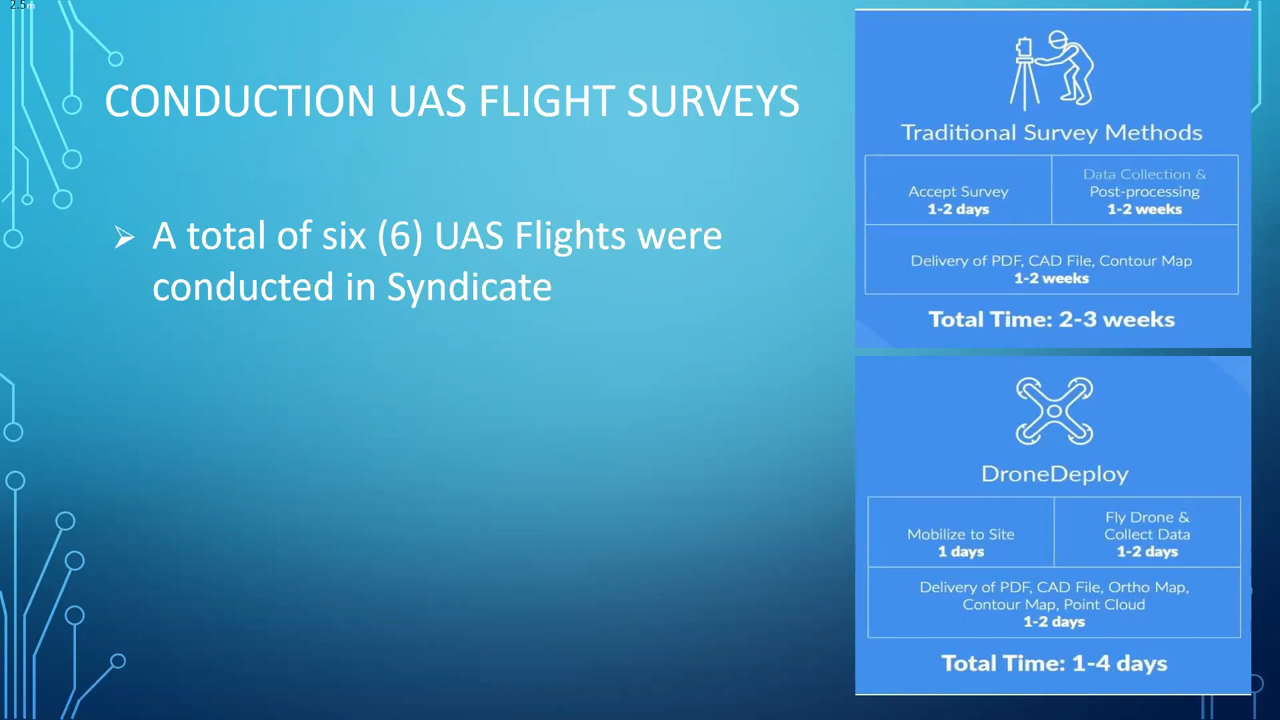 2.5m
CONDUCTION UAS FLIGHT SURVEYS
A total of six (6) UAS Flights were
conducted in Syndicate
Traditional Survey Methods
Accept Survey
1-2 days
Data Collection &
Post-processing
1-2 weeks
Delivery of PDF, CAD File, Contour Map
1-2 weeks
Total Time: 2-3 weeks
DroneDeploy
Mobilize to Site
1 days
Fly Drone &
Collect Data
1-2 days
Delivery of PDF, CAD File, Ortho Map,
Contour Map, Point Cloud
1-2 days
Total Time: 1-4 days